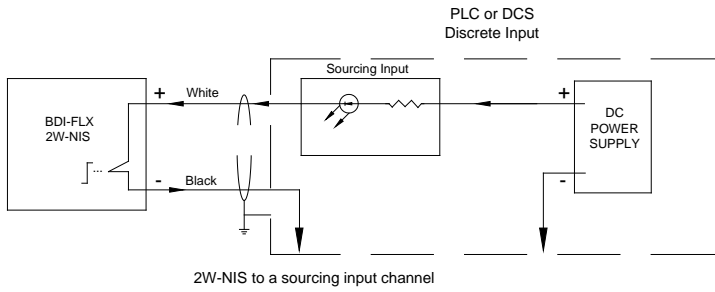 PLC or DCS
Discrete Input
Sourcing Input
+
White
+
BDI-FLX
2W-NIS
DC
POWER
SUPPLY
-
Black
-
2W-NIS to a sourcing input channel